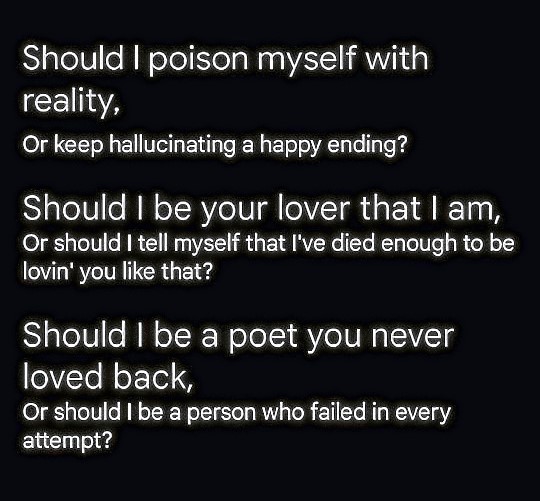 Should I poison myself with
reality,
Or keep hallucinating a happy ending?
Should I be your lover that I am,
Or should I tell myself that I've died enough to be
lovin' you like that?
Should I be a poet you never
loved back,
Or should I be a person who failed in every
attempt?